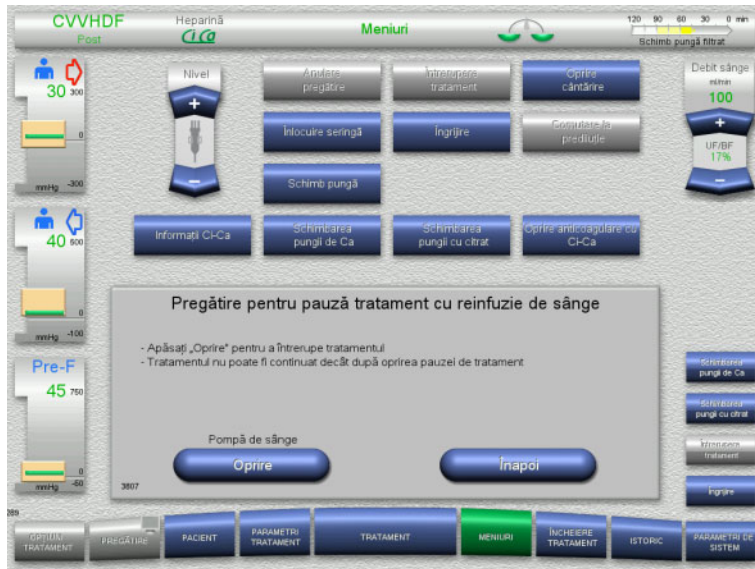 CVVHDF
Post
Heparină
Ci Ca
Meniuri
120 90 60 30 0 min
Schimb pungă filtrat
30 300
0
mmHg -300
40 500
0
mmHg -100
Pre-F
45 750
0
mmHg -50
Nivel
Anulare
pregătire
Întrerupere
tratament
Oprire
cântărire
Înlocuire seringă
Îngrijire
Comutare la
prediluție
Schimb pungă
Informații Ci-Ca
Schimbarea
pungii de Ca
Schimbarea
pungii cu citrat
Oprire anticoagulare cu
Ci-Ca
Debit sânge
ml/min
100
UF/BF
17%
Pregătire pentru pauză tratament cu reinfuzie de sânge
- Apăsați „Oprire” pentru a întrerupe tratamentul
- Tratamentul nu poate fi continuat decât după oprirea pauzei de tratament
Pompă de sânge
Oprire
Înapoi
3807
Schimbarea
pungii de Ca
Schimbarea
pungii cu citrat
Întrerupere
tratament
Îngrijire
289
OPȚIUNI
TRATAMENT
PREGĂTIRE
PACIENT
PARAMETRI
TRATAMENT
TRATAMENT
MENIURI
ÎNCHEIERE
TRATAMENT
ISTORIC
PARAMETRI DE
SISTEM